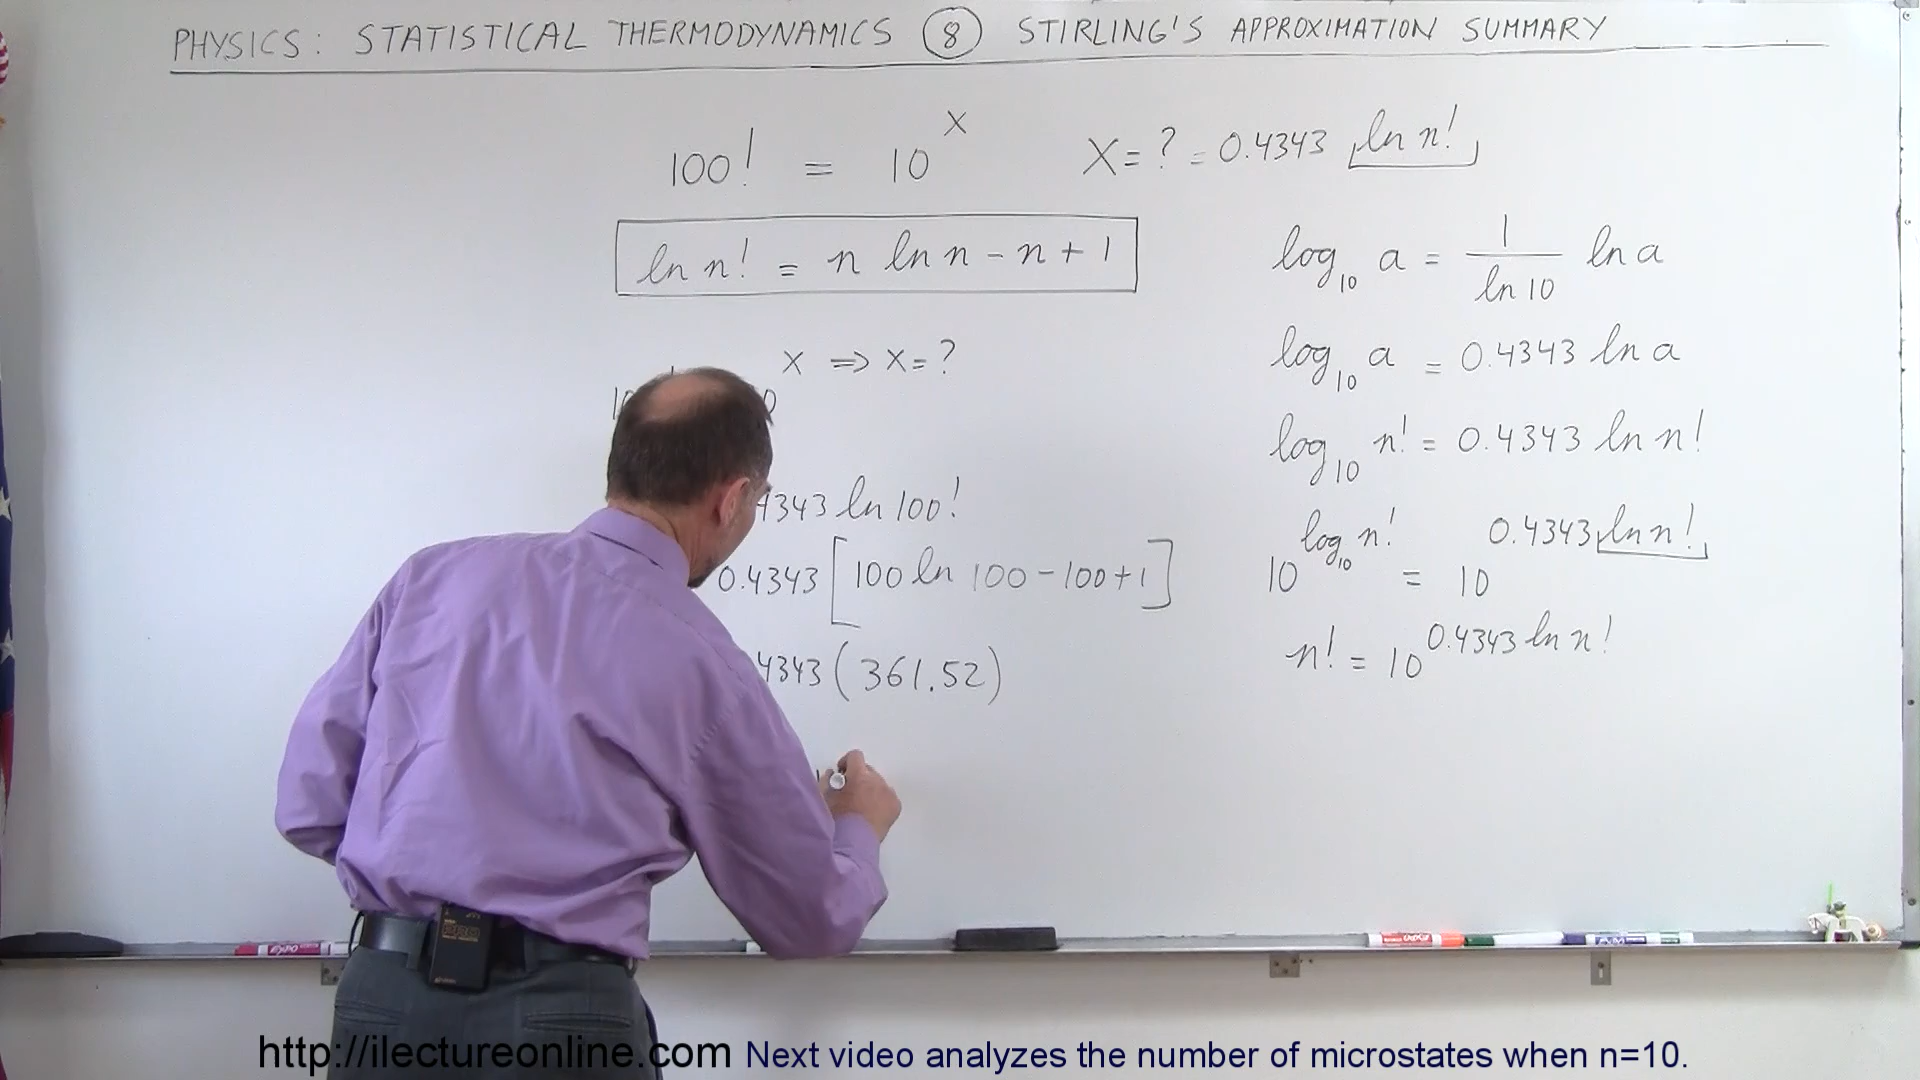 PHYSICS: STATISTICAL THERMODYNAMICS 8 STIRLING'S APPROXIMATION SUMMARY
100! = 10^x
X = ? = 0.4343 ln n!
ln n! = n ln n - n + 1
x ⇒ x = ?
4343 ln 100!
0.4343 [100 ln 100 - 100 + 1]
4343 (361.52)
log₁₀ a = 1/ln 10 ln a
log₁₀ a = 0.4343 ln a
log₁₀ n! = 0.4343 ln n!
10^(log₁₀ n!) = 10^(0.4343 ln n!)
n! = 10^(0.4343 ln n!)
EXPO
http://ilectureonline.com Next video analyzes the number of microstates when n=10.